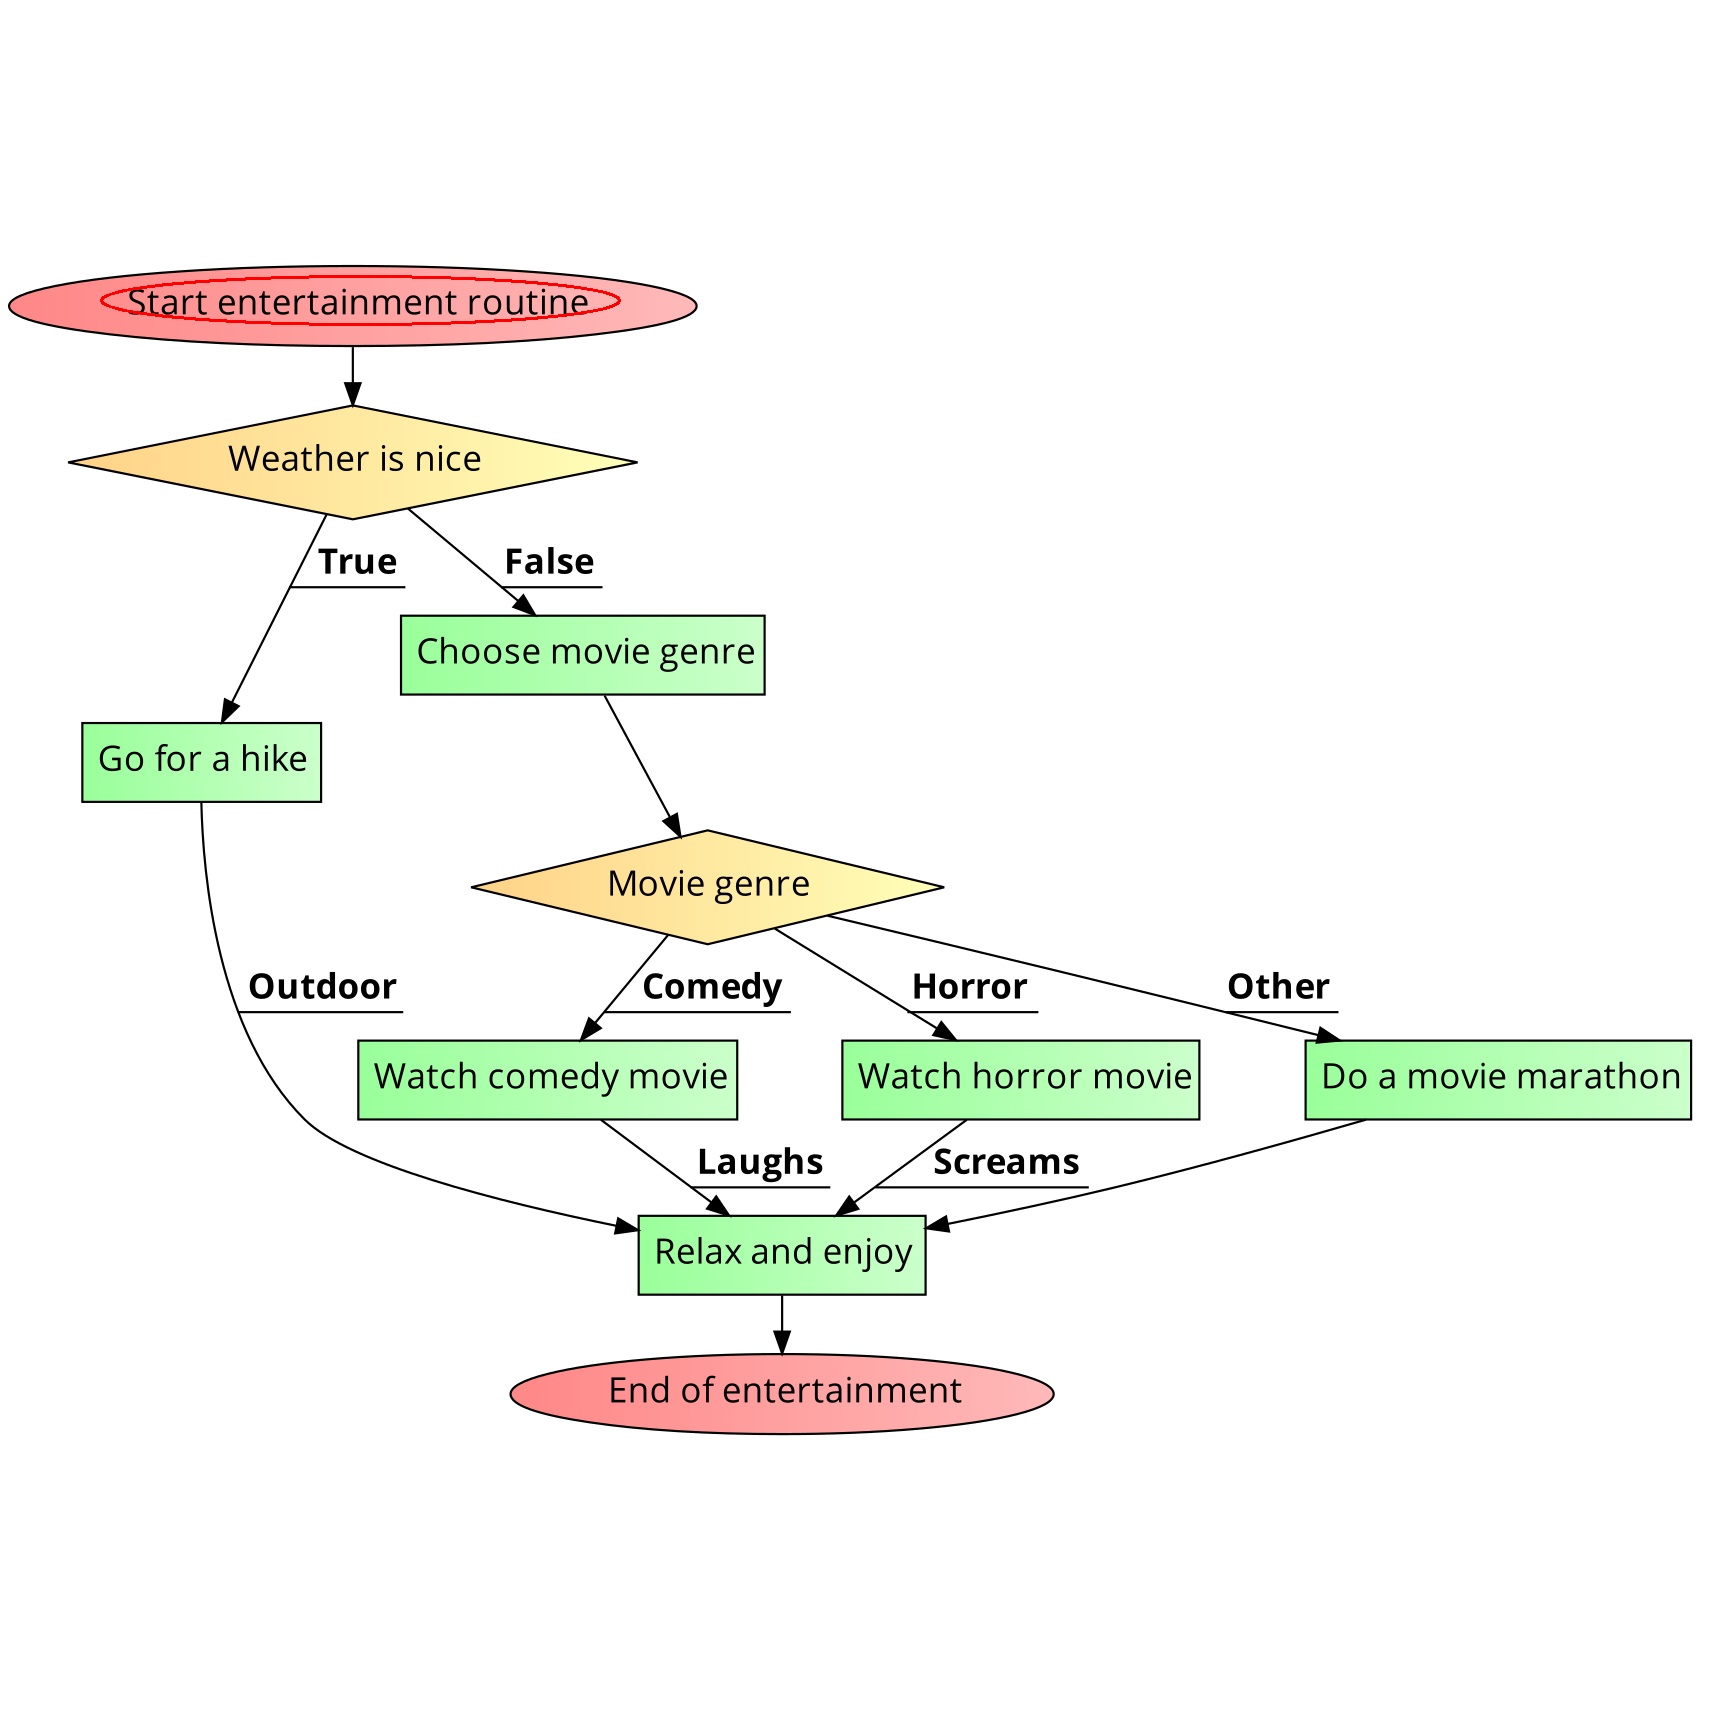 Start entertainment routine
Weather is nice
True
False
Choose movie genre
Go for a hike
Movie genre
Outdoor
Comedy
Horror
Other
Watch comedy movie
Watch horror movie
Do a movie marathon
Laughs
Screams
Relax and enjoy
End of entertainment